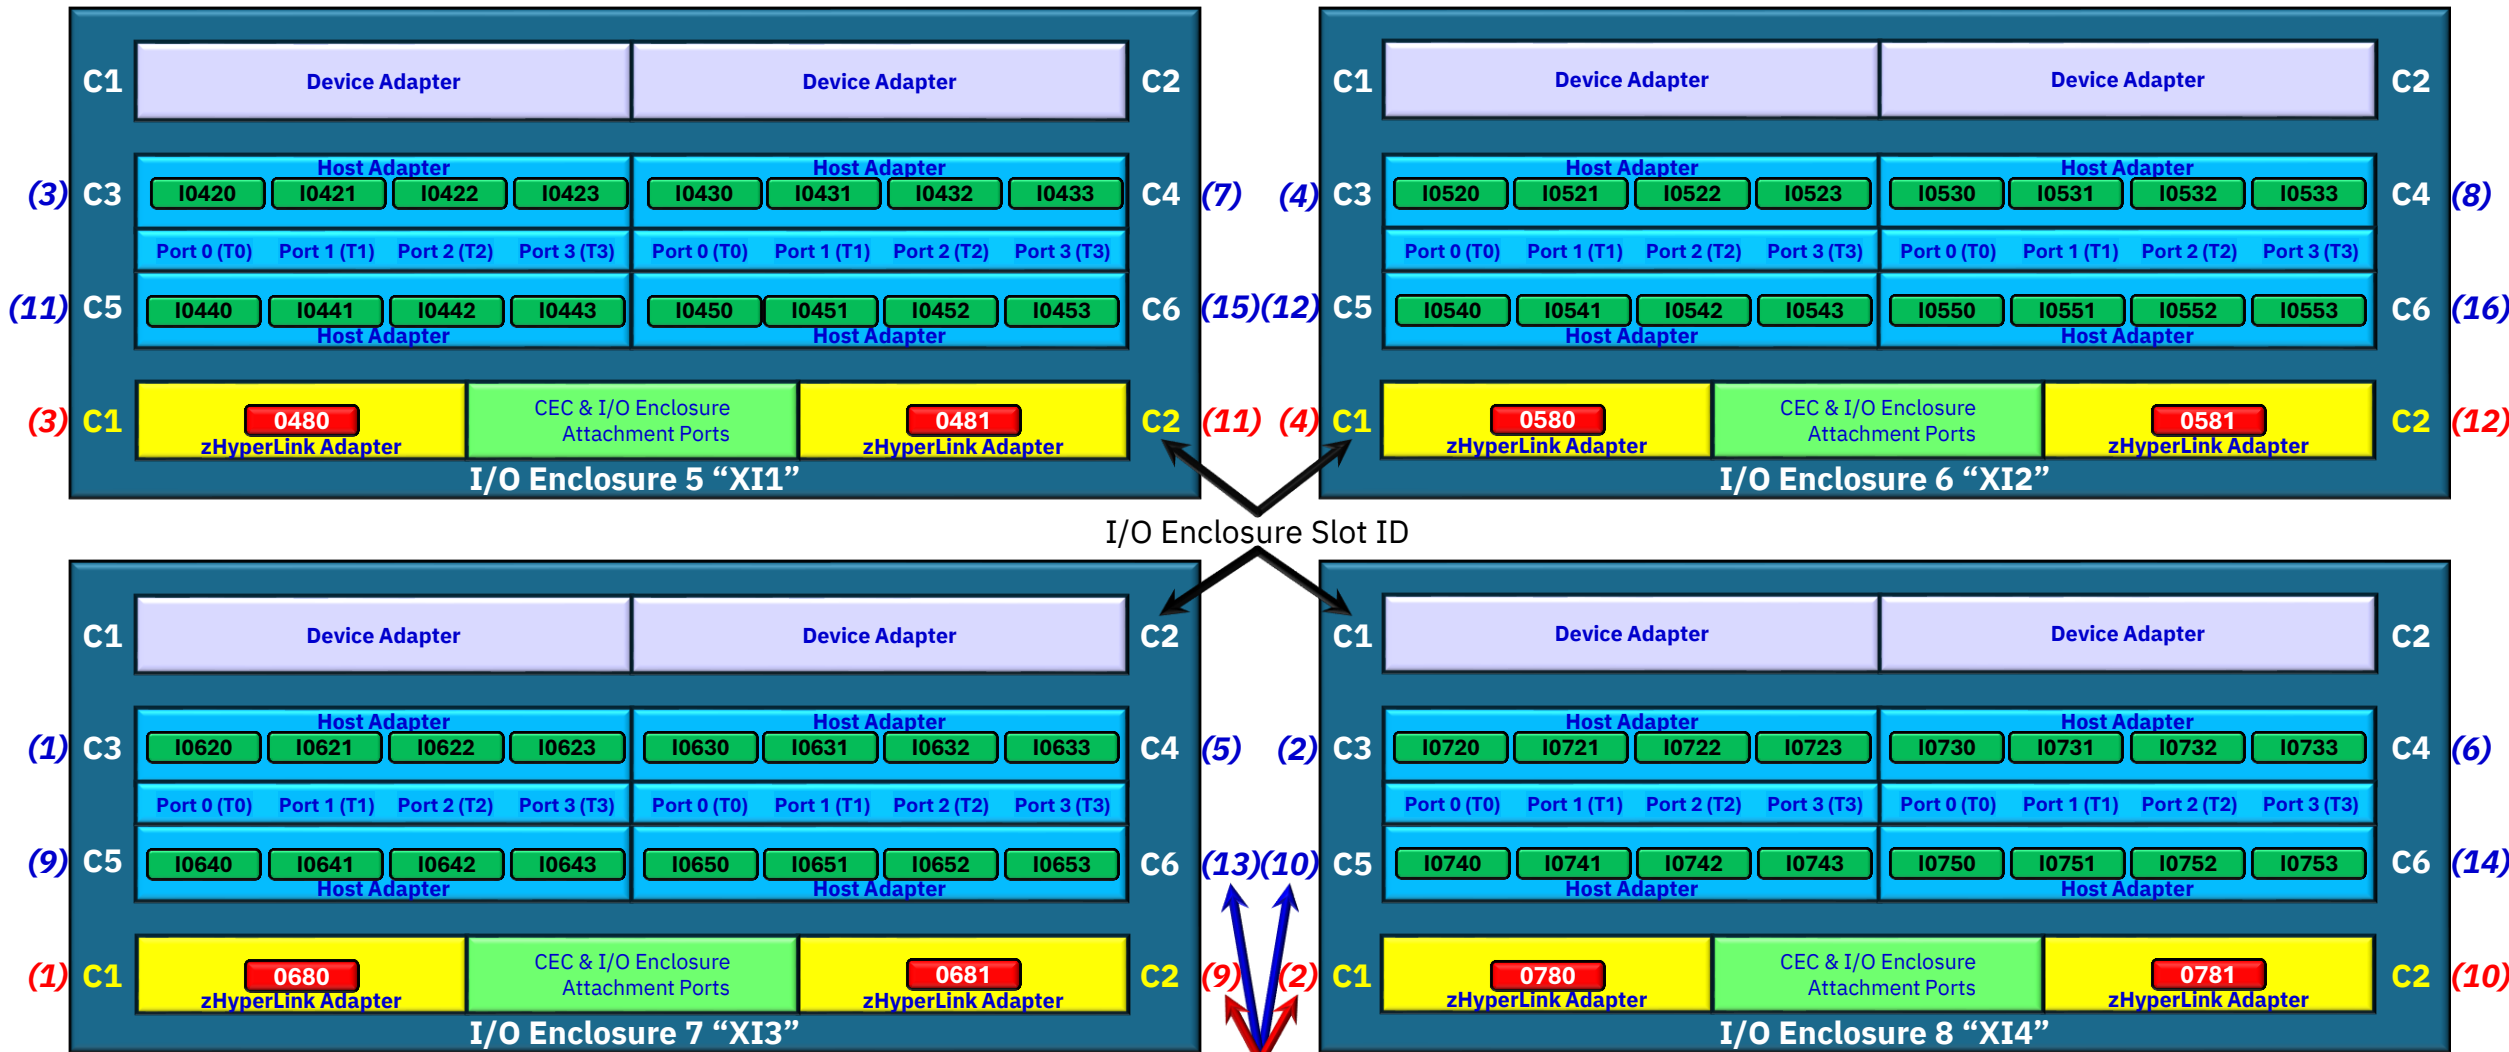 C1 Device Adapter Device Adapter C2
Host Adapter Host Adapter
(3) C3 I0420 I0421 I0422 I0423 I0430 I0431 I0432 I0433 C4 (7)
Port 0 (T0) Port 1 (T1) Port 2 (T2) Port 3 (T3) Port 0 (T0) Port 1 (T1) Port 2 (T2) Port 3 (T3)
(11) C5 I0440 I0441 I0442 I0443 I0450 I0451 I0452 I0453 C6 (15)
Host Adapter Host Adapter
(3) C1 0480 CEC & I/O Enclosure 0481 C2 (11)
Attachment Ports
zHyperLink Adapter zHyperLink Adapter
I/O Enclosure 5 “XI1”
C1 Device Adapter Device Adapter C2
Host Adapter Host Adapter
(4) C3 I0520 I0521 I0522 I0523 I0530 I0531 I0532 I0533 C4 (8)
Port 0 (T0) Port 1 (T1) Port 2 (T2) Port 3 (T3) Port 0 (T0) Port 1 (T1) Port 2 (T2) Port 3 (T3)
(12) C5 I0540 I0541 I0542 I0543 I0550 I0551 I0552 I0553 C6 (16)
Host Adapter Host Adapter
(4) C1 0580 CEC & I/O Enclosure 0581 C2 (12)
Attachment Ports
zHyperLink Adapter zHyperLink Adapter
I/O Enclosure 6 “XI2”
I/O Enclosure Slot ID
C1 Device Adapter Device Adapter C2
Host Adapter Host Adapter
(1) C3 I0620 I0621 I0622 I0623 I0630 I0631 I0632 I0633 C4 (5)
Port 0 (T0) Port 1 (T1) Port 2 (T2) Port 3 (T3) Port 0 (T0) Port 1 (T1) Port 2 (T2) Port 3 (T3)
(9) C5 I0640 I0641 I0642 I0643 I0650 I0651 I0652 I0653 C6 (13)
Host Adapter Host Adapter
(1) C1 0680 CEC & I/O Enclosure 0681 C2 (9)
Attachment Ports
zHyperLink Adapter zHyperLink Adapter
I/O Enclosure 7 “XI3”
C1 Device Adapter Device Adapter C2
Host Adapter Host Adapter
(2) C3 I0720 I0721 I0722 I0723 I0730 I0731 I0732 I0733 C4 (6)
Port 0 (T0) Port 1 (T1) Port 2 (T2) Port 3 (T3) Port 0 (T0) Port 1 (T1) Port 2 (T2) Port 3 (T3)
(10) C5 I0740 I0741 I0742 I0743 I0750 I0751 I0752 I0753 C6 (14)
Host Adapter Host Adapter
(2) C1 0780 CEC & I/O Enclosure 0781 C2 (10)
Attachment Ports
zHyperLink Adapter zHyperLink Adapter
I/O Enclosure 8 “XI4”